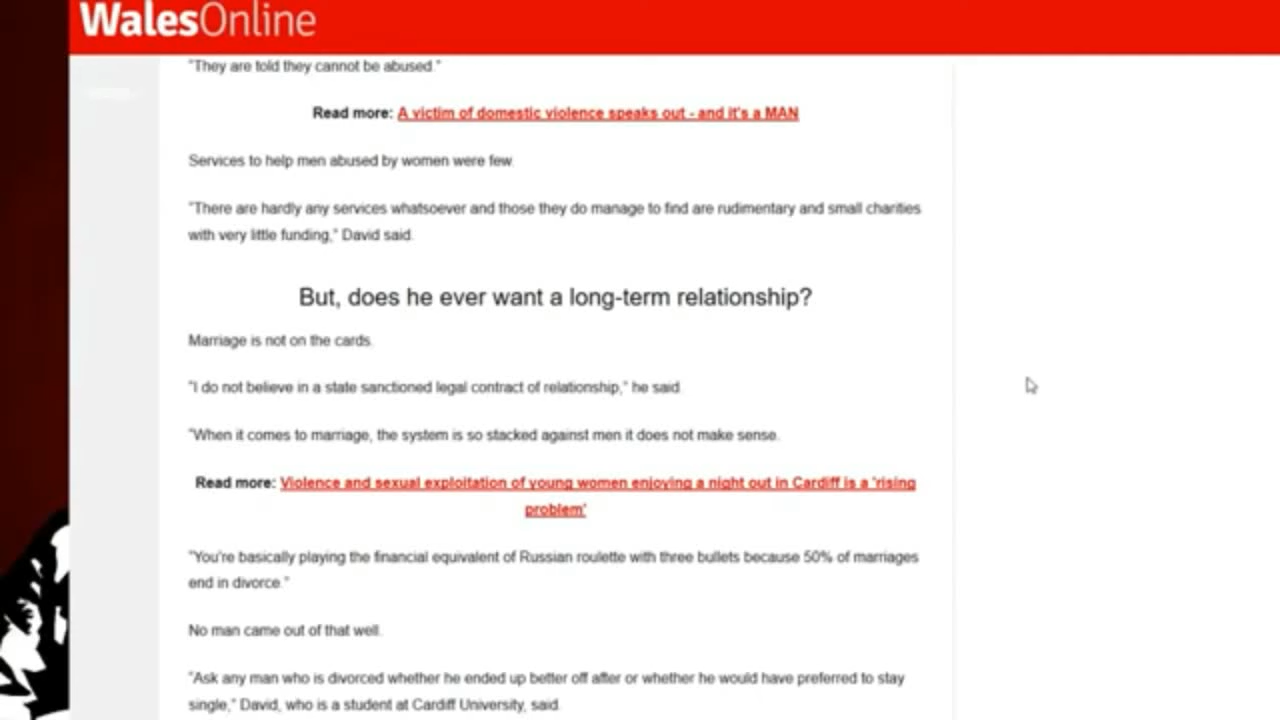 WalesOnline
"They are told they cannot be abused."
Read more: A victim of domestic violence speaks out - and it's a MAN
Services to help men abused by women were few.
"There are hardly any services whatsoever and those they do manage to find are rudimentary and small charities
with very little funding," David said.
But, does he ever want a long-term relationship?
Marriage is not on the cards.
"I do not believe in a state sanctioned legal contract of relationship," he said.
"When it comes to marriage, the system is so stacked against men it does not make sense.
Read more: Violence and sexual exploitation of young women enjoying a night out in Cardiff is a 'rising
problem'
"You're basically playing the financial equivalent of Russian roulette with three bullets because 50% of marriages
end in divorce."
No man came out of that well.
"Ask any man who is divorced whether he ended up better off after or whether he would have preferred to stay
single," David, who is a student at Cardiff University, said.